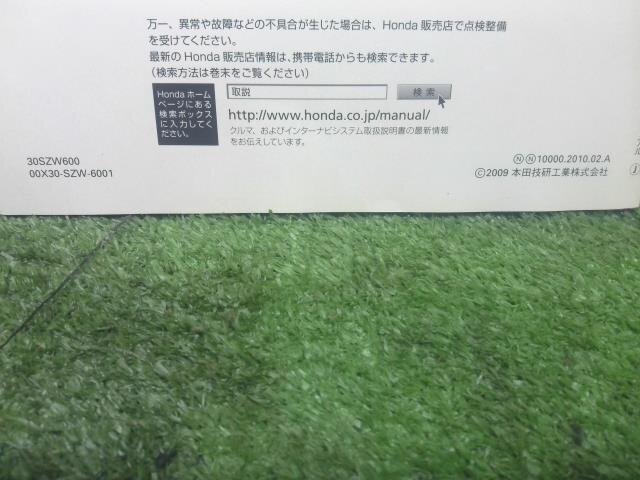 万一、異常や故障などの不具合が生じた場合は、Honda 販売店で点検整備
を受けてください。
最新の Honda 販売店情報は、携帯電話からも検索できます。
(検索方法は巻末をご覧ください)
Honda ホーム
ページにある
検索ボックス
に入力してく
ださい。
取説
検索
http://www.honda.co.jp/manual/
クルマ、およびインターナビシステム取扱説明書の最新情報
をお伝えしています。
30SZW600
00X30-SZW-6001
ⓃⓃ10000.2010.02.A
©2009 本田技研工業株式会社